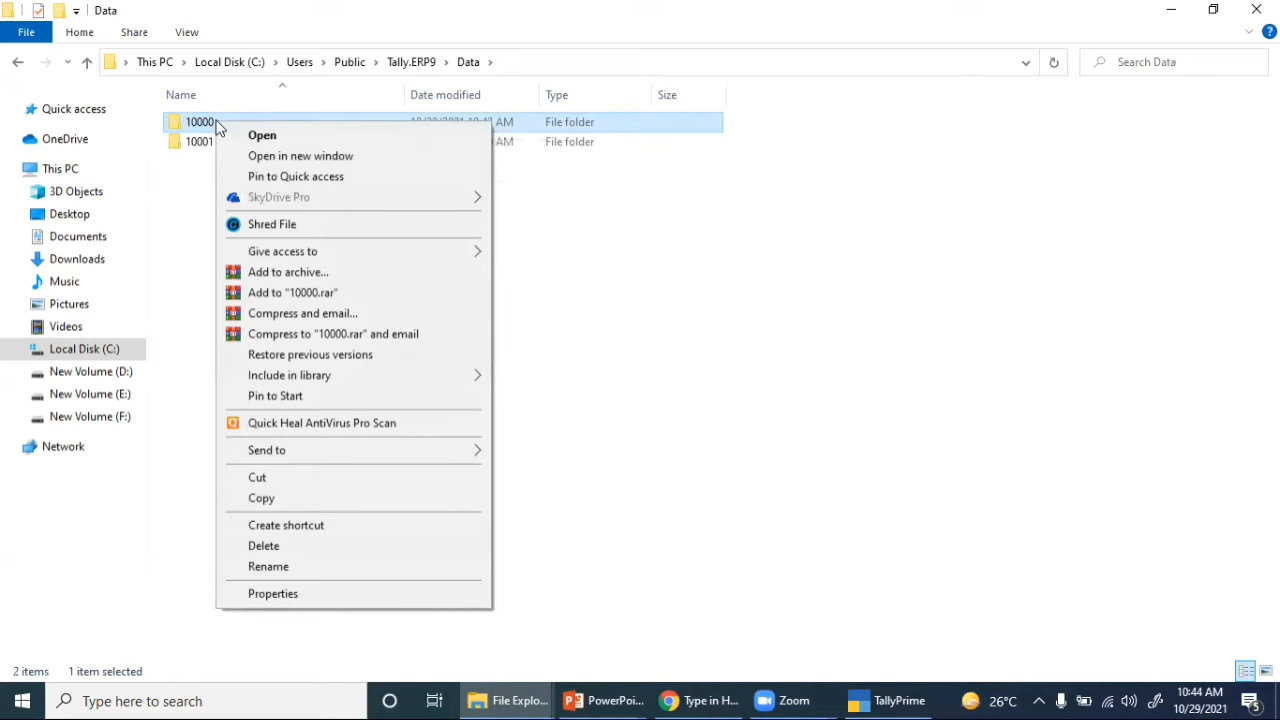 Data
File Home Share View
This PC Local Disk (C:) Users Public Tally.ERP9 Data Search Data
Name Date modified Type Size
10000 AM File folder
10001 AM File folder
Quick access
OneDrive
This PC
3D Objects
Desktop
Documents
Downloads
Music
Pictures
Videos
Local Disk (C:)
New Volume (D:)
New Volume (E:)
New Volume (F:)
Network
Open
Open in new window
Pin to Quick access
SkyDrive Pro
Shred File
Give access to
Add to archive...
Add to "10000.rar"
Compress and email...
Compress to "10000.rar" and email
Restore previous versions
Include in library
Pin to Start
Quick Heal AntiVirus Pro Scan
Send to
Cut
Copy
Create shortcut
Delete
Rename
Properties
2 items 1 item selected
Type here to search File Explo... PowerPoi... Type in H... Zoom TallyPrime 26°C 10:44 AM
10/29/2021 5